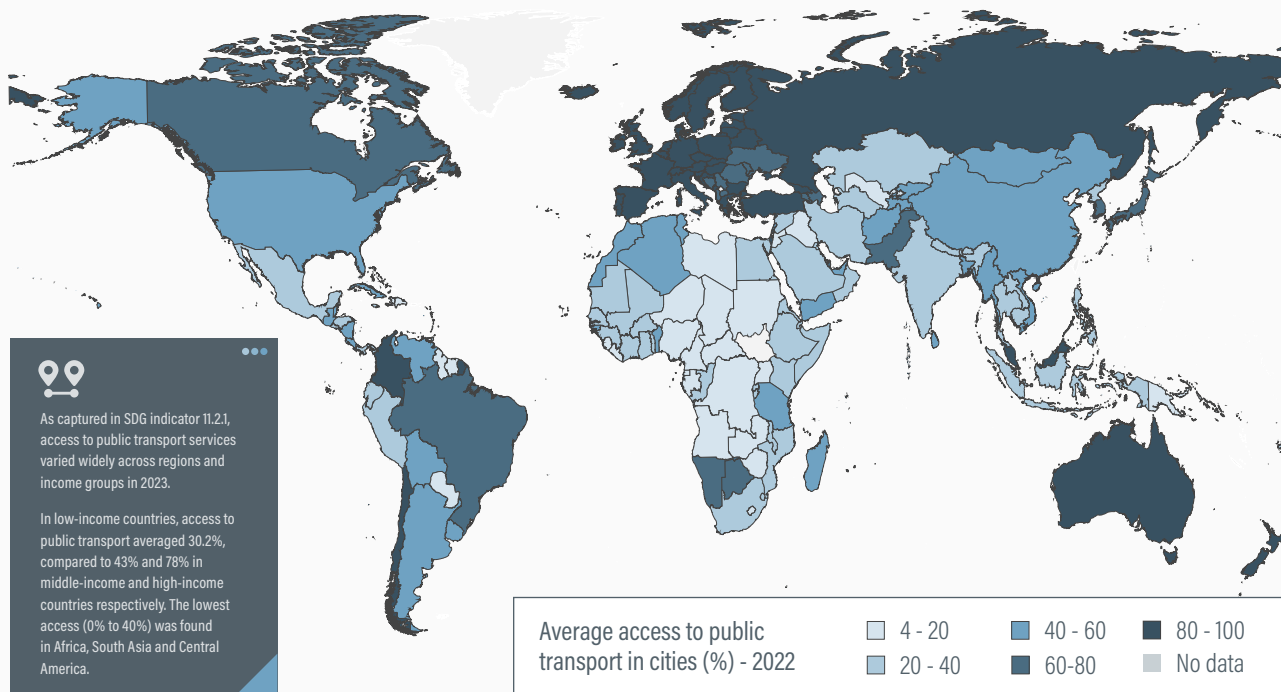 As captured in SDG indicator 11.2.1,
access to public transport services
varied widely across regions and
income groups in 2023.
In low-income countries, access to
public transport averaged 30.2%,
compared to 43% and 78% in
middle-income and high-income
countries respectively. The lowest
access (0% to 40%) was found
in Africa, South Asia and Central
America.
Average access to public
transport in cities (%) - 2022
4 - 20
20 - 40
40 - 60
60-80
80 - 100
No data